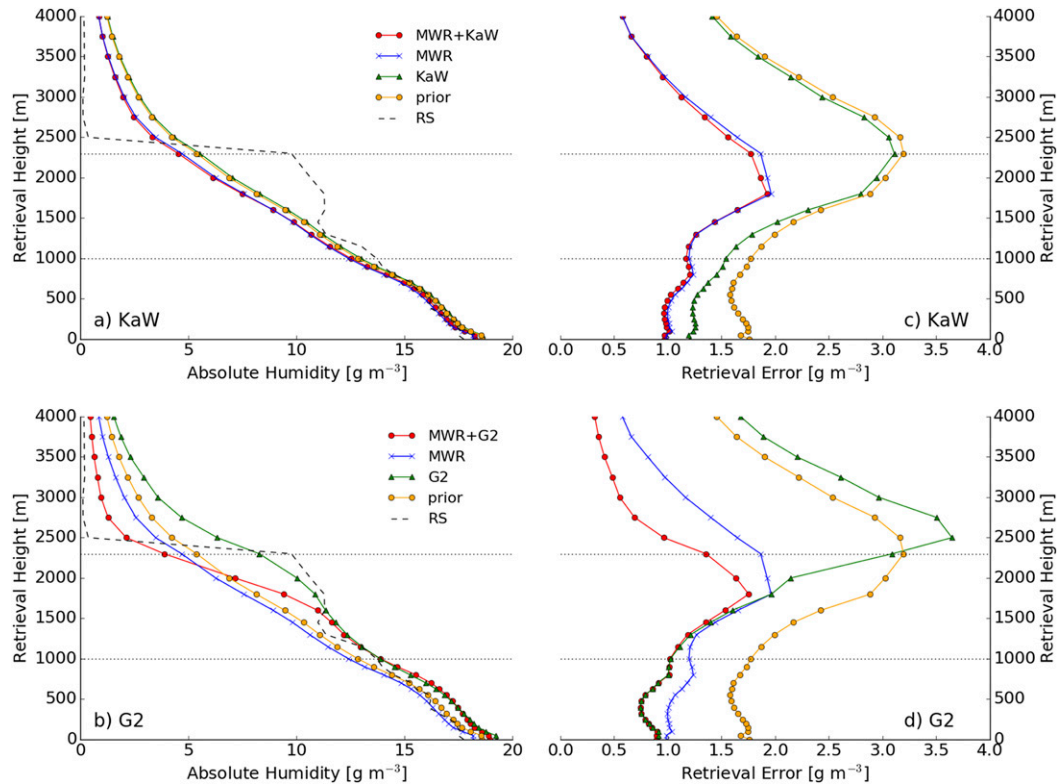 4000
3500
3000
2500
2000
1500
1000
500
0
Retrieval Height [m]
MWR+KaW
MWR
KaW
prior
RS
a) KaW
0
5
10
15
20
Absolute Humidity [g m⁻³]
c) KaW
0.0
0.5
1.0
1.5
2.0
2.5
3.0
3.5
4.0
Retrieval Error [g m⁻³]
4000
3500
3000
2500
2000
1500
1000
500
0
Retrieval Height [m]
4000
3500
3000
2500
2000
1500
1000
500
0
Retrieval Height [m]
MWR+G2
MWR
G2
prior
RS
b) G2
0
5
10
15
20
Absolute Humidity [g m⁻³]
d) G2
0.0
0.5
1.0
1.5
2.0
2.5
3.0
3.5
4.0
Retrieval Error [g m⁻³]
4000
3500
3000
2500
2000
1500
1000
500
0
Retrieval Height [m]